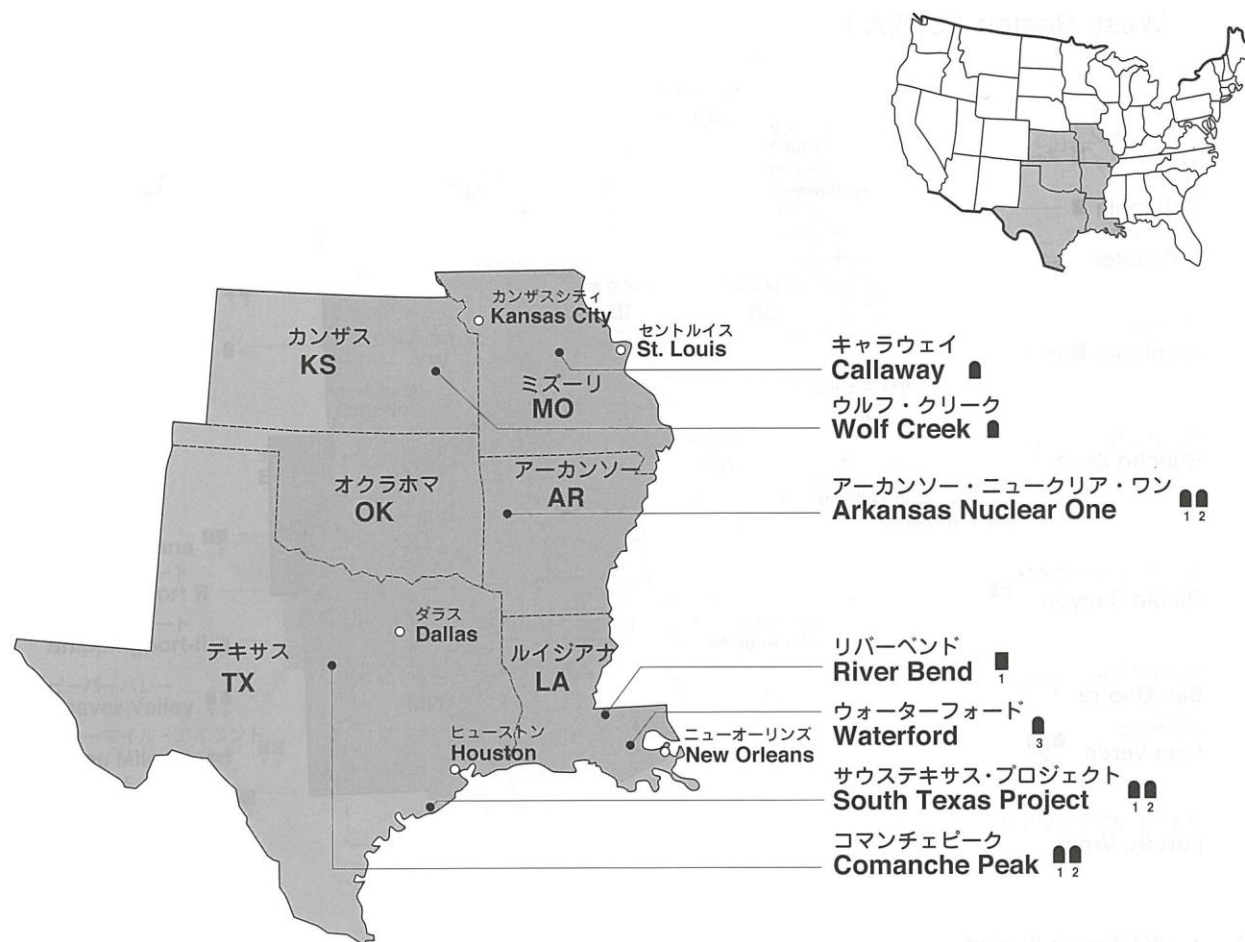 カンザスシティ
Kansas City
カンザス
KS
セントルイス
St. Louis
ミズーリ
MO
キャラウェイ
Callaway
ウルフ・クリーク
Wolf Creek
オクラホマ
OK
アーカンソー
AR
アーカンソー・ニュークリア・ワン
Arkansas Nuclear One
1 2
ダラス
Dallas
テキサス
TX
ルイジアナ
LA
リバーベンド
River Bend
1
ウォーターフォード
Waterford
3
ヒューストン
Houston
ニューオーリンズ
New Orleans
サウステキサス・プロジェクト
South Texas Project
1 2
コマンチェピーク
Comanche Peak
1 2